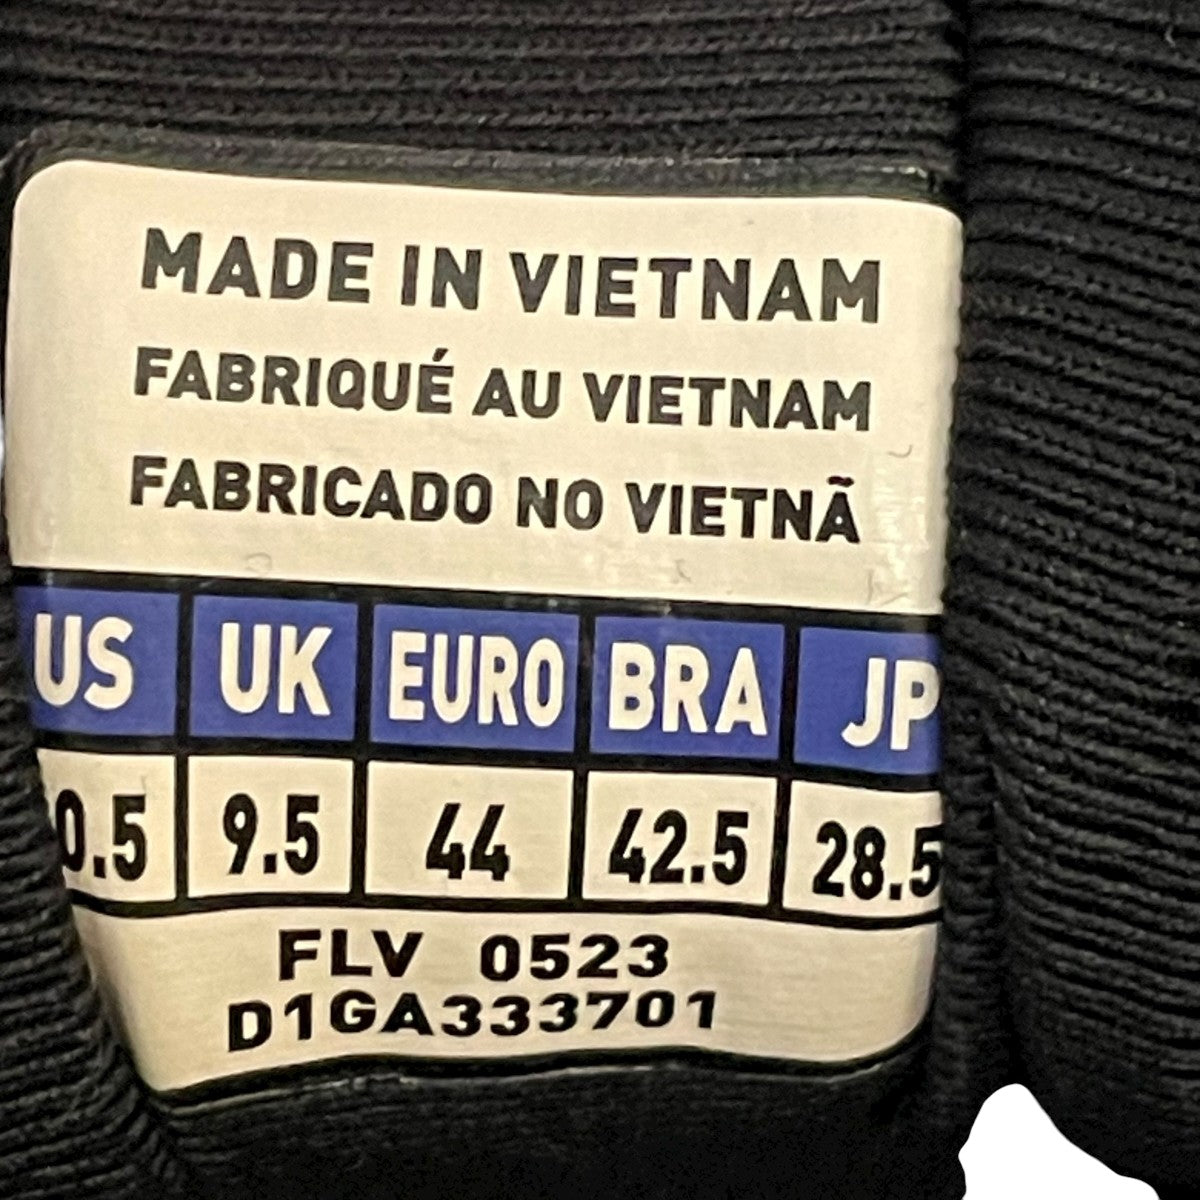 MADE IN VIETNAM
FABRIQUÉ AU VIETNAM
FABRICADO NO VIETNÃ
US UK EURO BRA JP
0.5 9.5 44 42.5 28.5
FLV 0523
D1GA333701